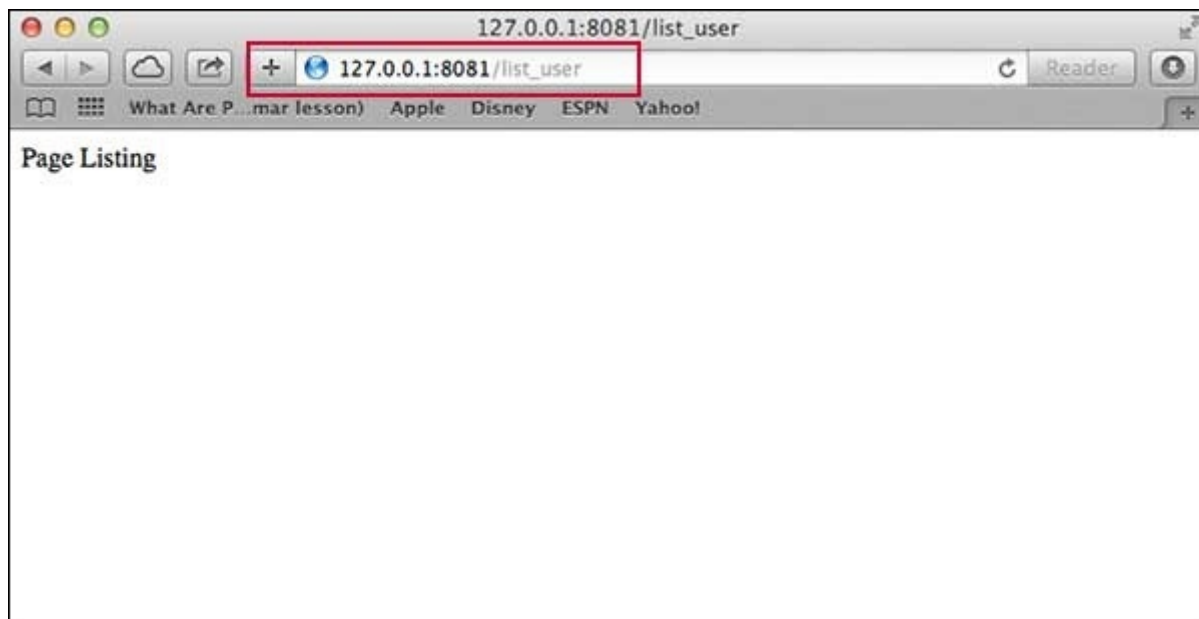 127.0.0.1:8081/list_user
127.0.0.1:8081/list_user
Reader
What Are P...mar lesson) Apple Disney ESPN Yahoo!
Page Listing